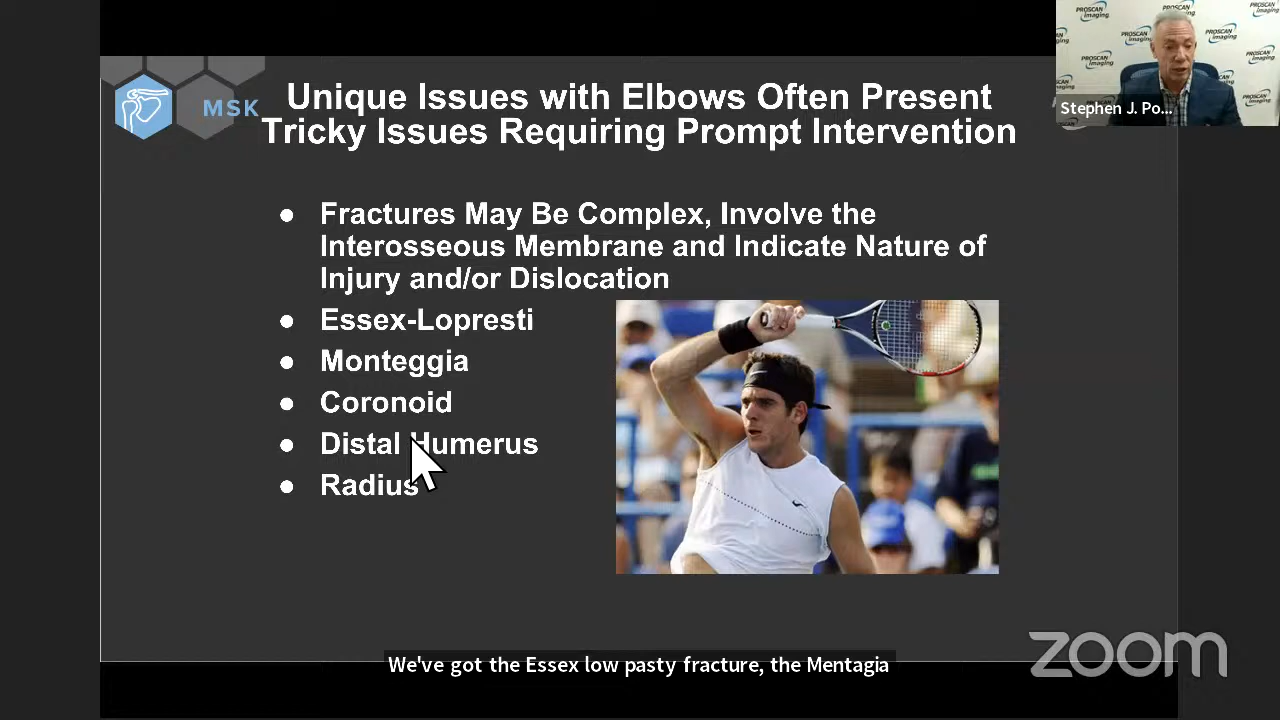 PROSCAN
imaging
Stephen J. Po...
MSK
Unique Issues with Elbows Often Present
Tricky Issues Requiring Prompt Intervention
● Fractures May Be Complex, Involve the
Interosseous Membrane and Indicate Nature of
Injury and/or Dislocation
● Essex-Lopresti
● Monteggia
● Coronoid
● Distal Humerus
● Radius
We've got the Essex low pasty fracture, the Mentagia
zoom